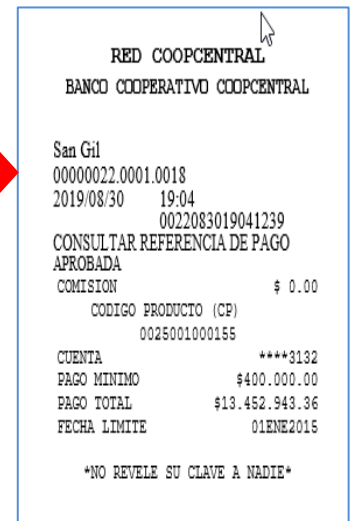 RED COOPCENTRAL
BANCO COOPERATIVO COOPCENTRAL
San Gil
00000022.0001.0018
2019/08/30 19:04
0022083019041239
CONSULTAR REFERENCIA DE PAGO
APROBADA
COMISION $ 0.00
CODIGO PRODUCTO (CP)
0025001000155
CUENTA ****3132
PAGO MINIMO $400.000.00
PAGO TOTAL $13.452.943.36
FECHA LIMITE 01ENE2015
*NO REVELE SU CLAVE A NADIE*